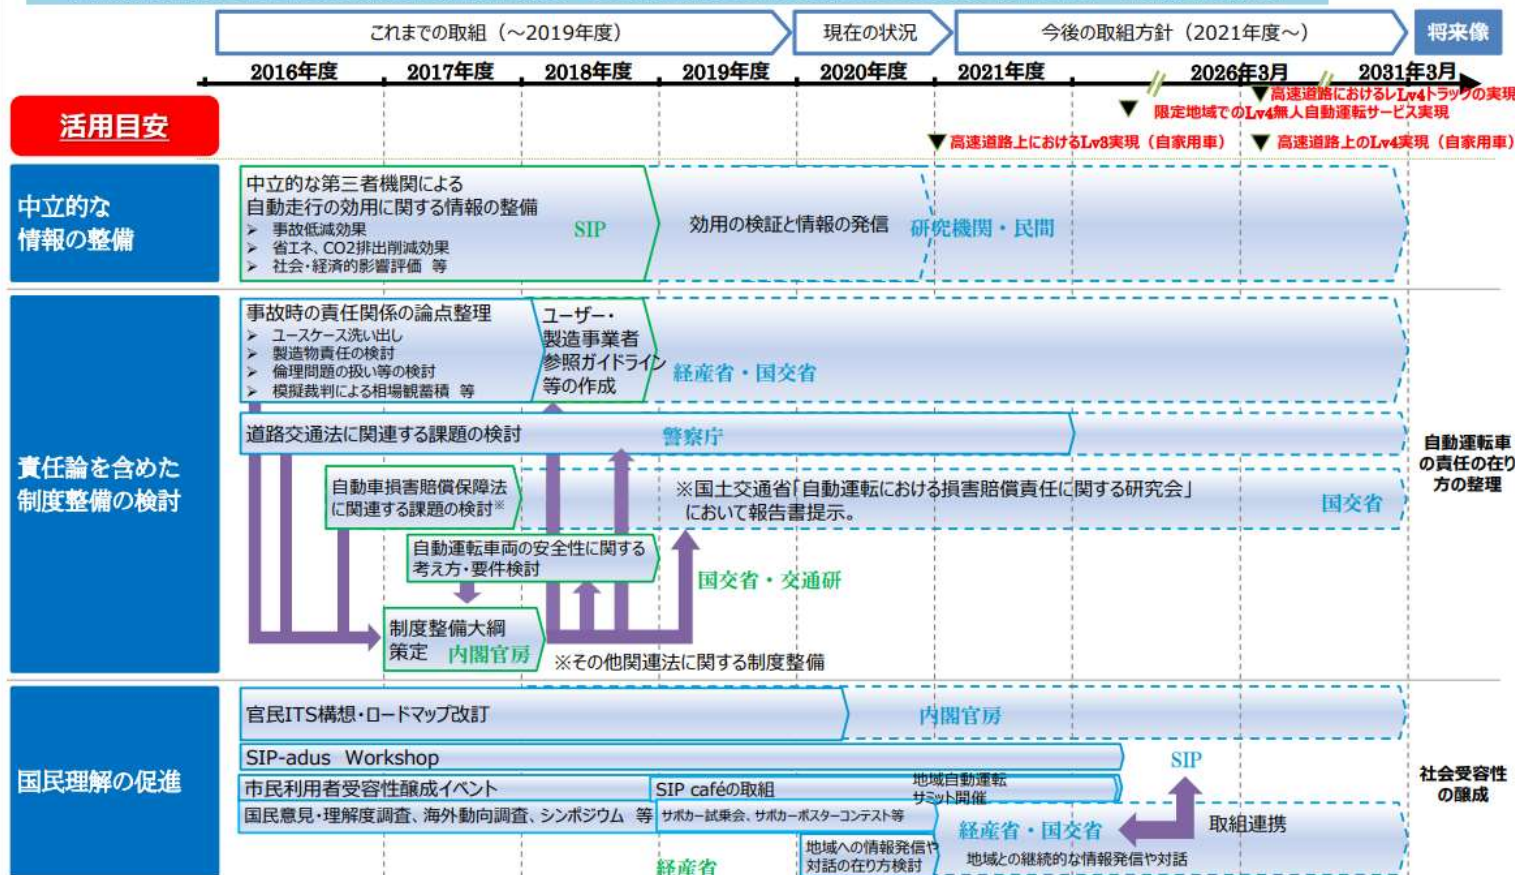 これまでの取組（～2019年度）
現在の状況
今後の取組方針（2021年度～）
将来像
2016年度
2017年度
2018年度
2019年度
2020年度
2021年度
2026年3月
2031年3月
活用目安
高速道路におけるレLv4トラックの実現
限定地域でのLv4無人自動運転サービス実現
高速道路上におけるLv3実現（自家用車）
高速道路上のLv4実現（自家用車）
中立的な
情報の整備
中立的な第三者機関による
自動走行の効用に関する情報の整備
➢ 事故低減効果
➢ 省エネ、CO2排出削減効果
➢ 社会・経済的影響評価 等
SIP
効用の検証と情報の発信
研究機関・民間
責任論を含めた
制度整備の検討
事故時の責任関係の論点整理
➢ ユースケース洗い出し
➢ 製造物責任の検討
➢ 倫理問題の扱い等の検討
➢ 模擬裁判による相場観蓄積 等
ユーザー・
製造事業者
参照ガイドライン
等の作成
経産省・国交省
道路交通法に関連する課題の検討
警察庁
自動車損害賠償保障法
に関連する課題の検討※
※国土交通省「自動運転における損害賠償責任に関する研究会」
において報告書提示。
国交省
自動運転車両の安全性に関する
考え方・要件検討
国交省・交通研
制度整備大綱
策定 内閣官房
※その他関連法に関する制度整備
自動運転車
の責任の在り
方の整理
国民理解の促進
官民ITS構想・ロードマップ改訂
内閣官房
SIP-adus Workshop
SIP
市民利用者受容性醸成イベント
SIP caféの取組
地域自動運転
サミット開催
国民意見・理解度調査、海外動向調査、シンポジウム 等
サポカー試乗会、サポカーポスターコンテスト等
経産省・国交省
取組連携
地域への情報発信や
対話の在り方検討
地域との継続的な情報発信や対話
経産省
社会受容性
の醸成